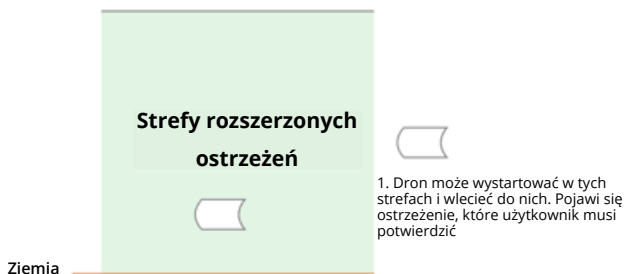 Strefy rozszerzonych
ostrzeżeń
1. Dron może wystartować w tych
strefach i wlecieć do nich. Pojawi się
ostrzeżenie, które użytkownik musi
potwierdzić
Ziemia